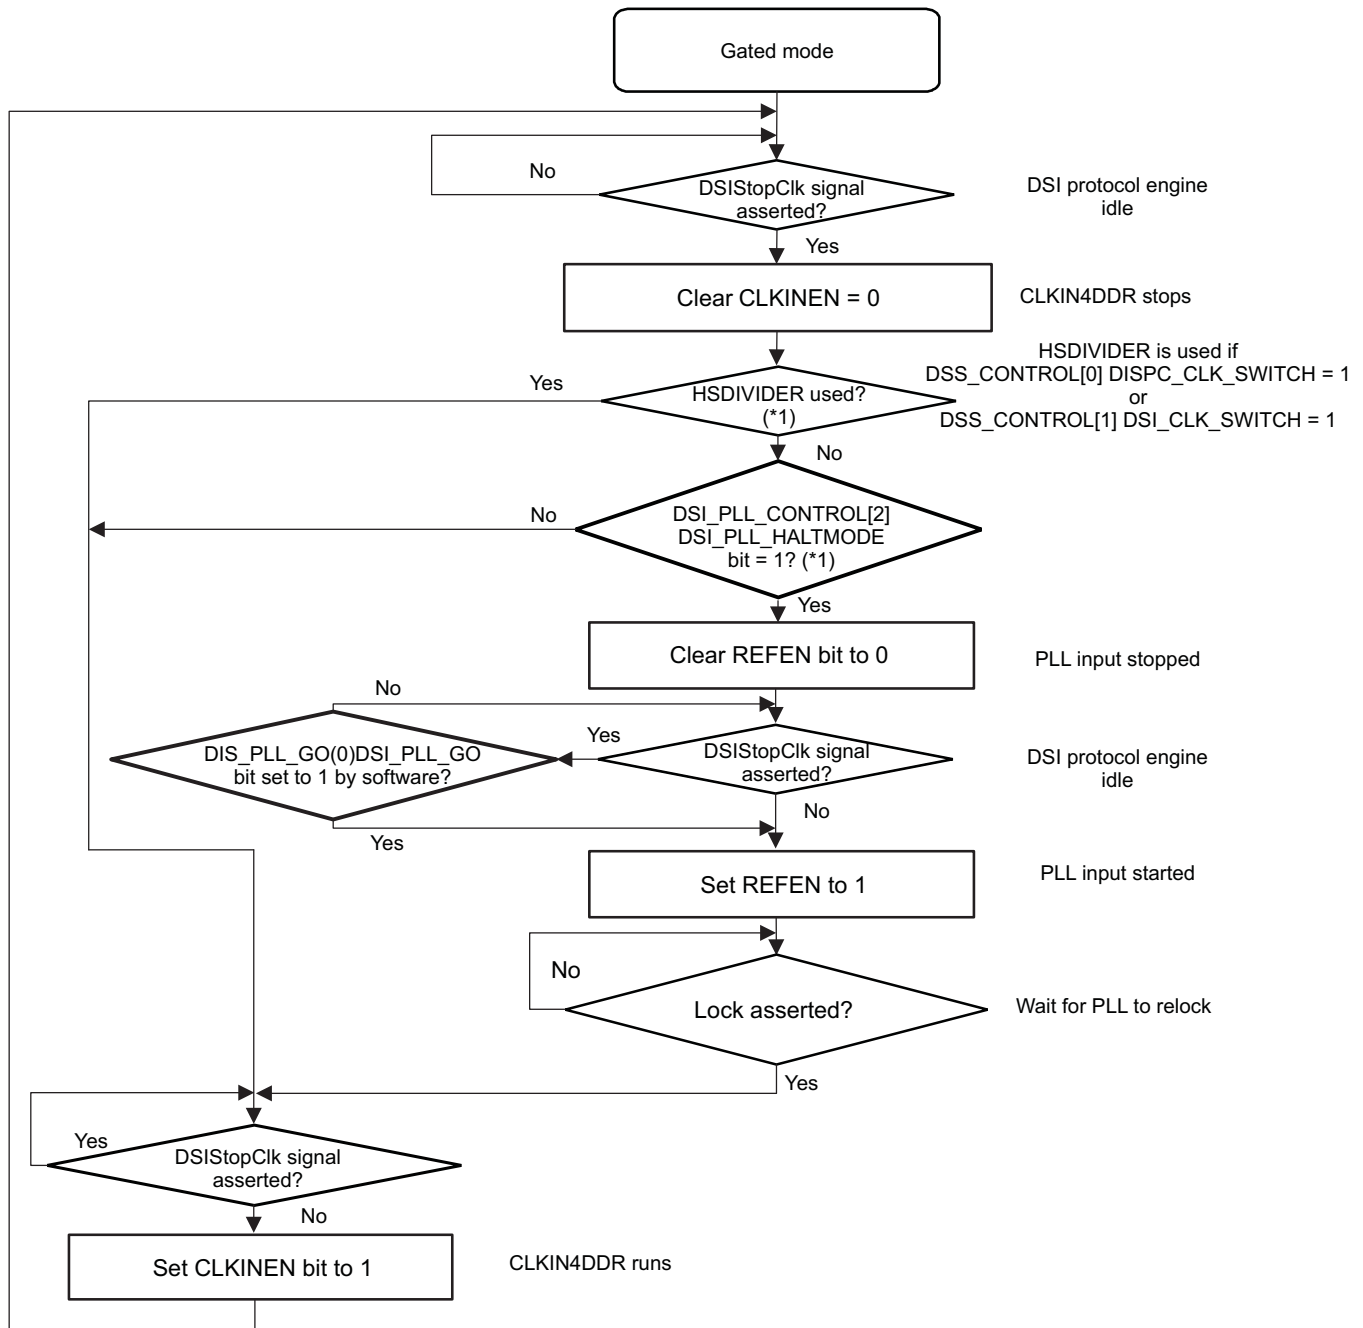 Gated mode
No
DSIStopClk signal
asserted?
DSI protocol engine
idle
Yes
Clear CLKINEN = 0
CLKIN4DDR stops
HSDIVIDER is used if
DSS_CONTROL[0] DISPC_CLK_SWITCH = 1
or
DSS_CONTROL[1] DSI_CLK_SWITCH = 1
Yes
HSDIVIDER used?
(*1)
No
No
DSI_PLL_CONTROL[2]
DSI_PLL_HALTMODE
bit = 1? (*1)
Yes
Clear REFEN bit to 0
PLL input stopped
No
DIS_PLL_GO(0)DSI_PLL_GO
bit set to 1 by software?
Yes
DSIStopClk signal
asserted?
DSI protocol engine
idle
No
Yes
Set REFEN to 1
PLL input started
No
Lock asserted?
Wait for PLL to relock
Yes
Yes
DSIStopClk signal
asserted?
No
Set CLKINEN bit to 1
CLKIN4DDR runs